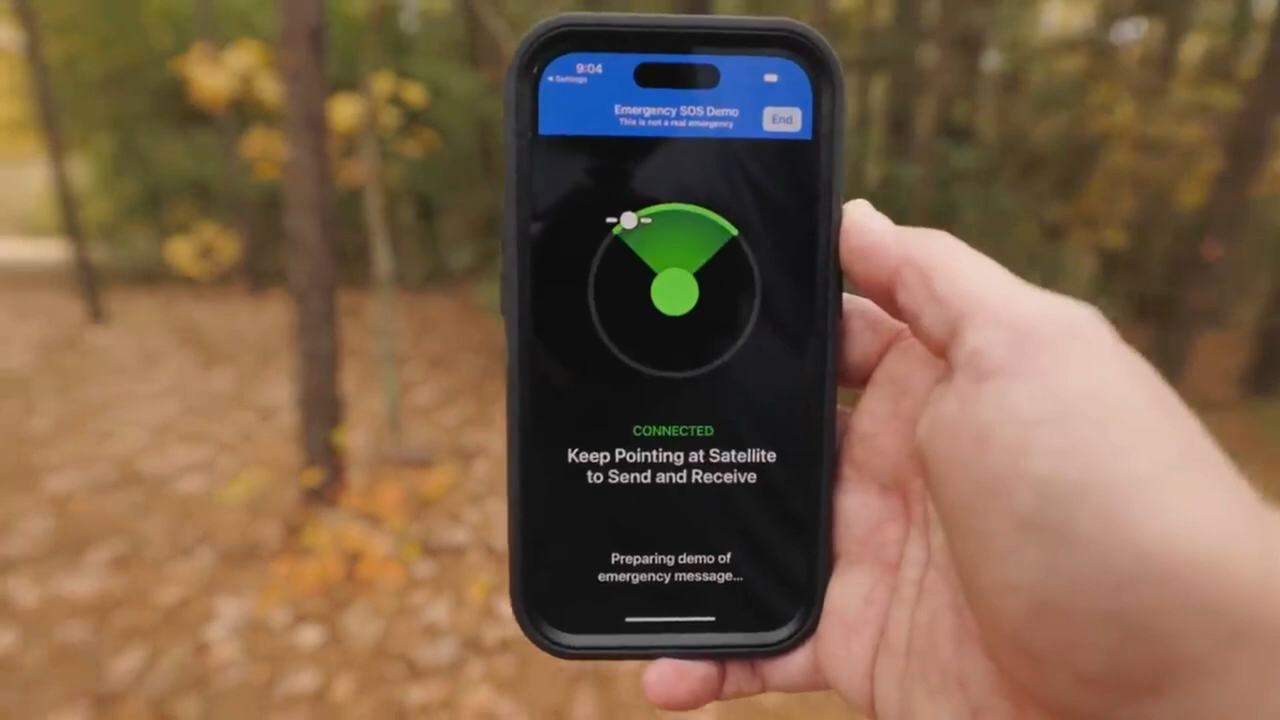 9:04
◀ Settings
Emergency SOS Demo
This is not a real emergency
End
CONNECTED
Keep Pointing at Satellite
to Send and Receive
Preparing demo of
emergency message...